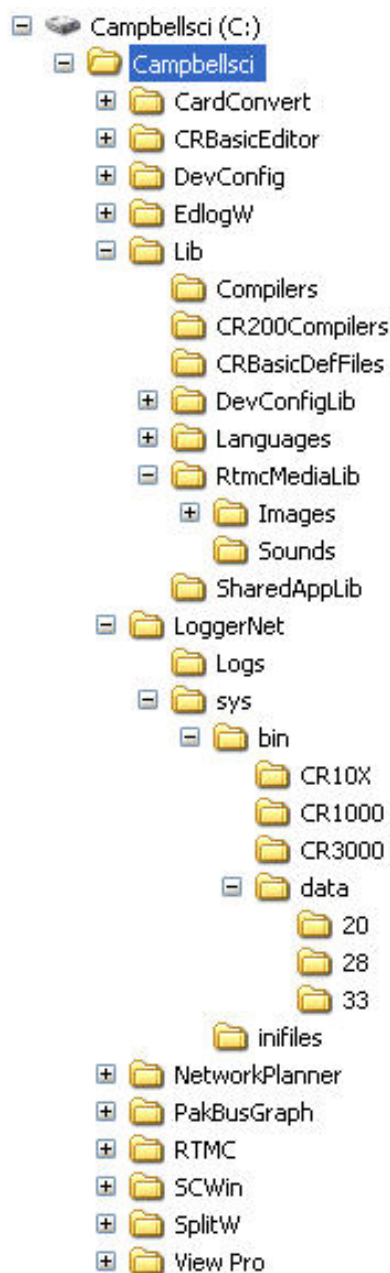 Campbellsci (C:)
Campbellsci
CardConvert
CRBasicEditor
DevConfig
EdlogW
Lib
Compilers
CR200Compilers
CRBasicDefFiles
DevConfigLib
Languages
RtmcMediaLib
Images
Sounds
SharedAppLib
LoggerNet
Logs
sys
bin
CR10X
CR1000
CR3000
data
20
28
33
inifiles
NetworkPlanner
PakBusGraph
RTMC
SCWin
SplitW
View Pro